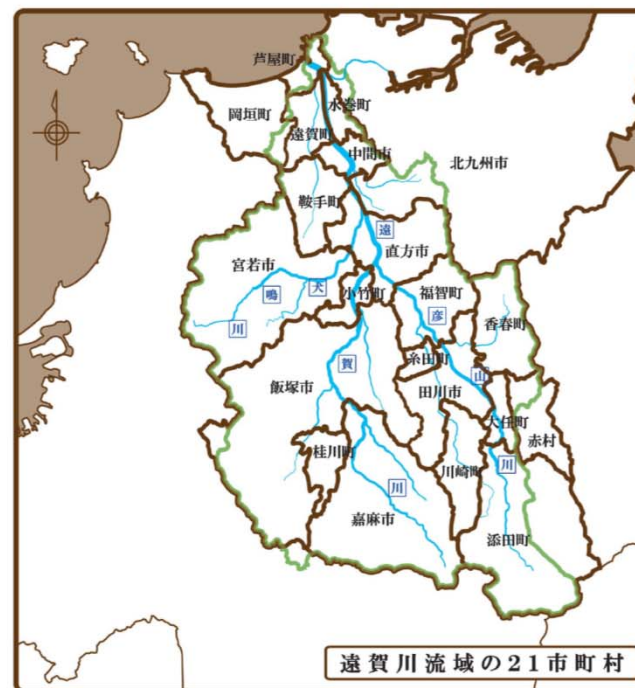 芦屋町
岡垣町
水巻町
遠賀町
中間市
北九州市
鞍手町
遠
直方市
宮若市
小竹町
福智町
犬
鳴
川
彦
香春町
賀
糸田町
山
飯塚市
田川市
大任町
赤村
桂川町
川崎町
川
川
嘉麻市
添田町
遠賀川流域の21市町村